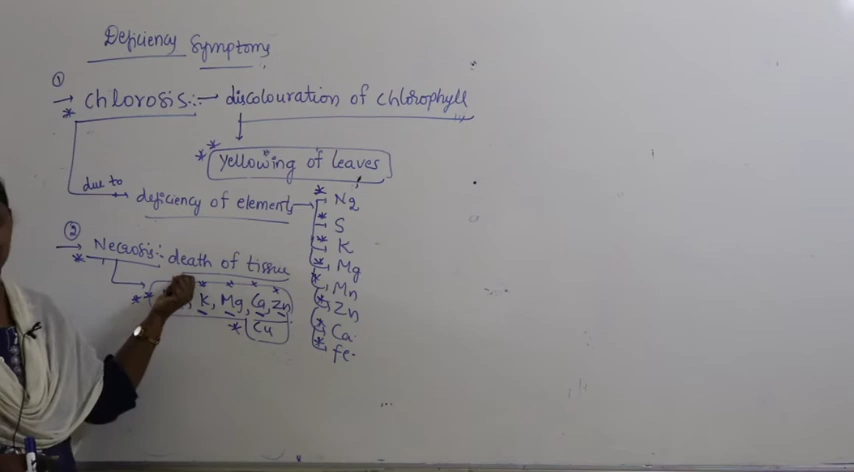 Deficiency Symptoms
① → * Chlorosis :- → discolouration of chlorophyll
** Yellowing of leaves
due to → deficiency of elements → * N2
* S
* K
* Mg
* Mn
* Zn
* Ca
* Fe
② → * Necrosis :- death of tissue
** K, Mg, Ca, Zn
* Cu